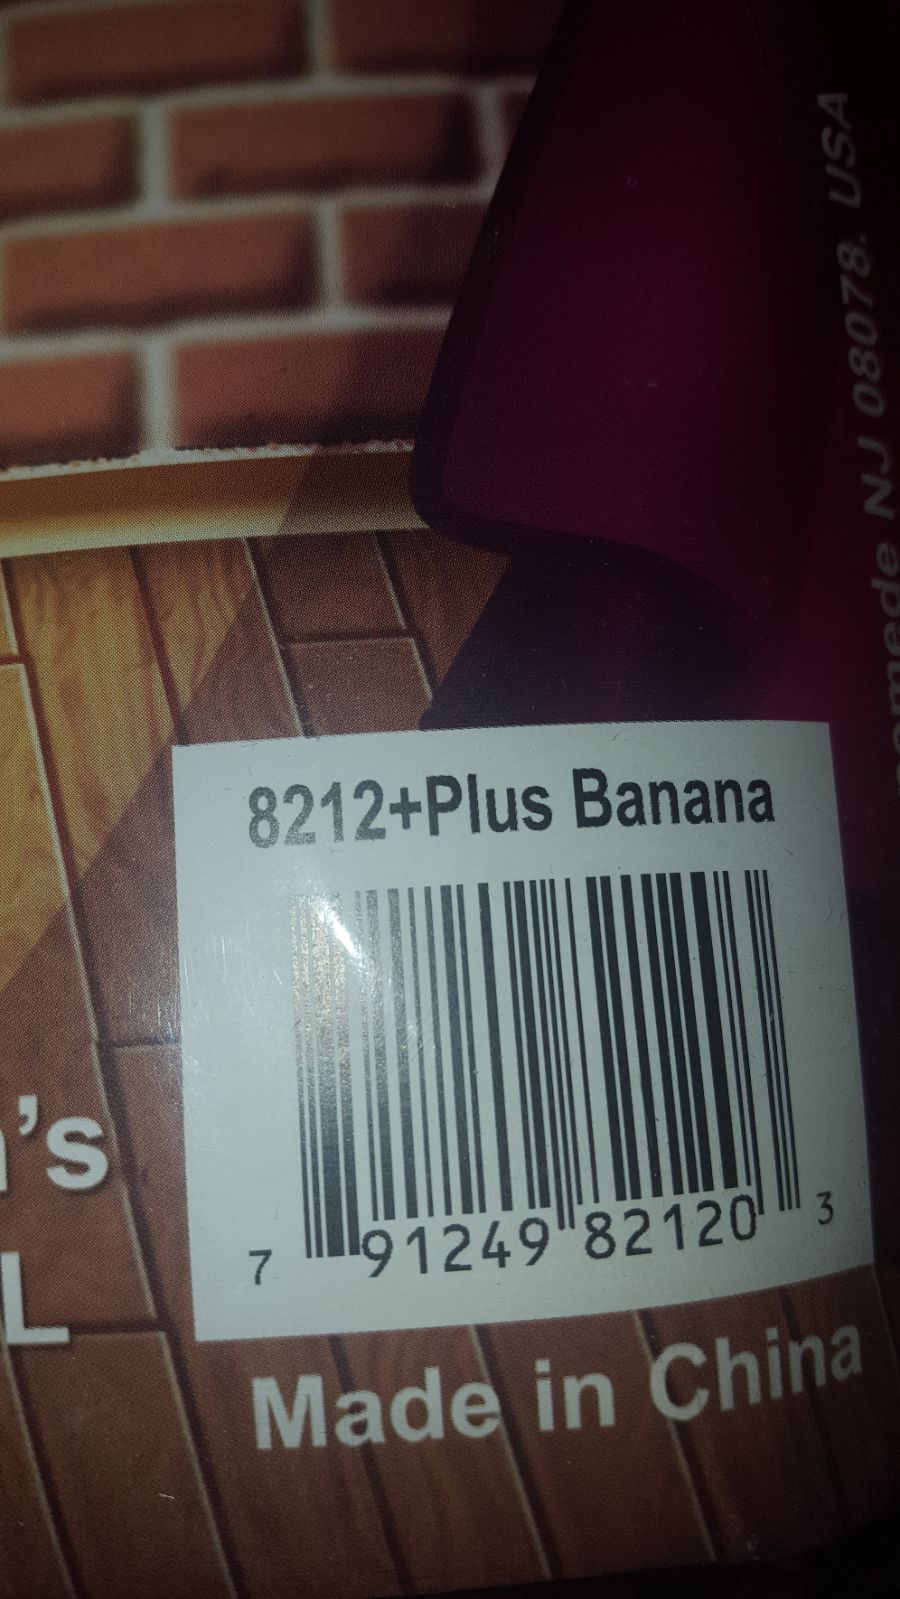 NJ 08078. USA
8212+Plus Banana
7 91249 82120 3
's
L
Made in China